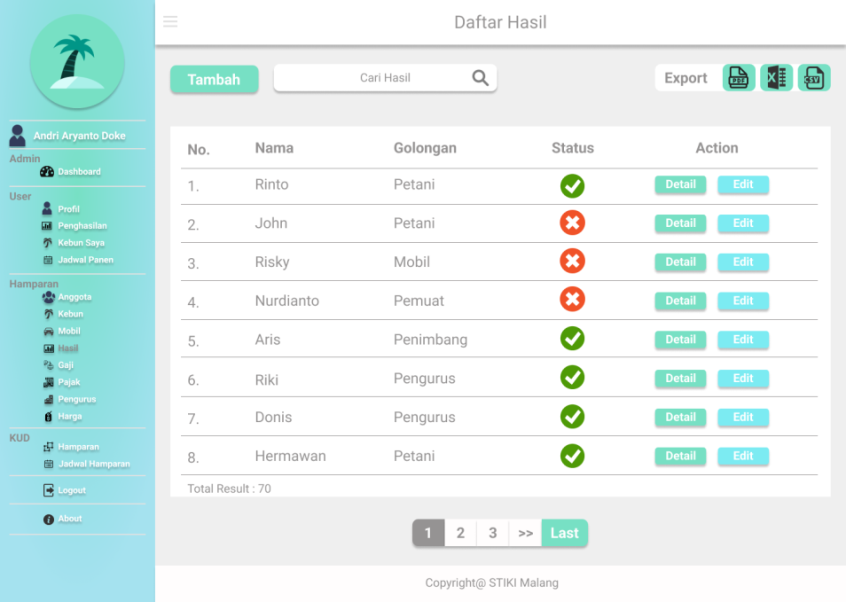 Daftar Hasil
Tambah
Cari Hasil
Export
PDF
X
CSV
Andri Aryanto Doke
Admin
Dashboard
User
Profil
Penghasilan
Kebun Saya
Jadwal Panen
Hamparan
Anggota
Kebun
Mobil
Hasil
Gaji
Pajak
Pengurus
Harga
KUD
Hamparan
Jadwal Hamparan
Logout
About
No. Nama Golongan Status Action
1. Rinto Petani Detail Edit
2. John Petani Detail Edit
3. Risky Mobil Detail Edit
4. Nurdianto Pemuat Detail Edit
5. Aris Penimbang Detail Edit
6. Riki Pengurus Detail Edit
7. Donis Pengurus Detail Edit
8. Hermawan Petani Detail Edit
Total Result : 70
1 2 3 >> Last
Copyright@ STIKI Malang